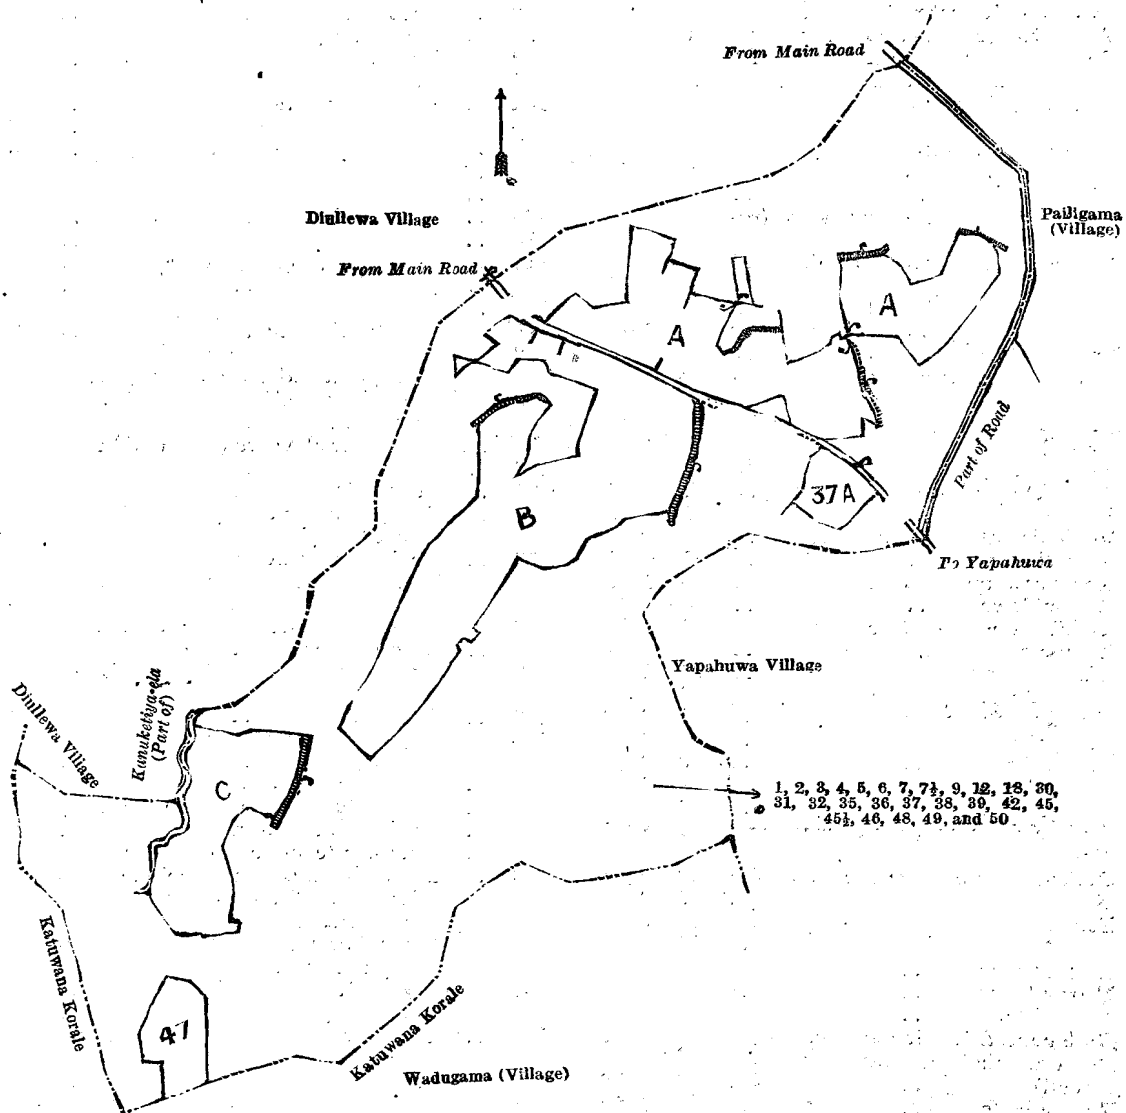 From Main Road
Diullewa Village
Palligama
(Village)
From Main Road
A
A
37A
Part of Road
B
To Yapahuwa
Yapahuwa Village
Diullewa Village
Kanuketiya-ela
(Part of)
C
1, 2, 3, 4, 5, 6, 7, 7½, 9, 12, 18, 30,
31, 32, 35, 36, 37, 38, 39, 42, 45,
45½, 46, 48, 49, and 50
Katuwana Korale
47
Katuwana Korale
Wadugama (Village)